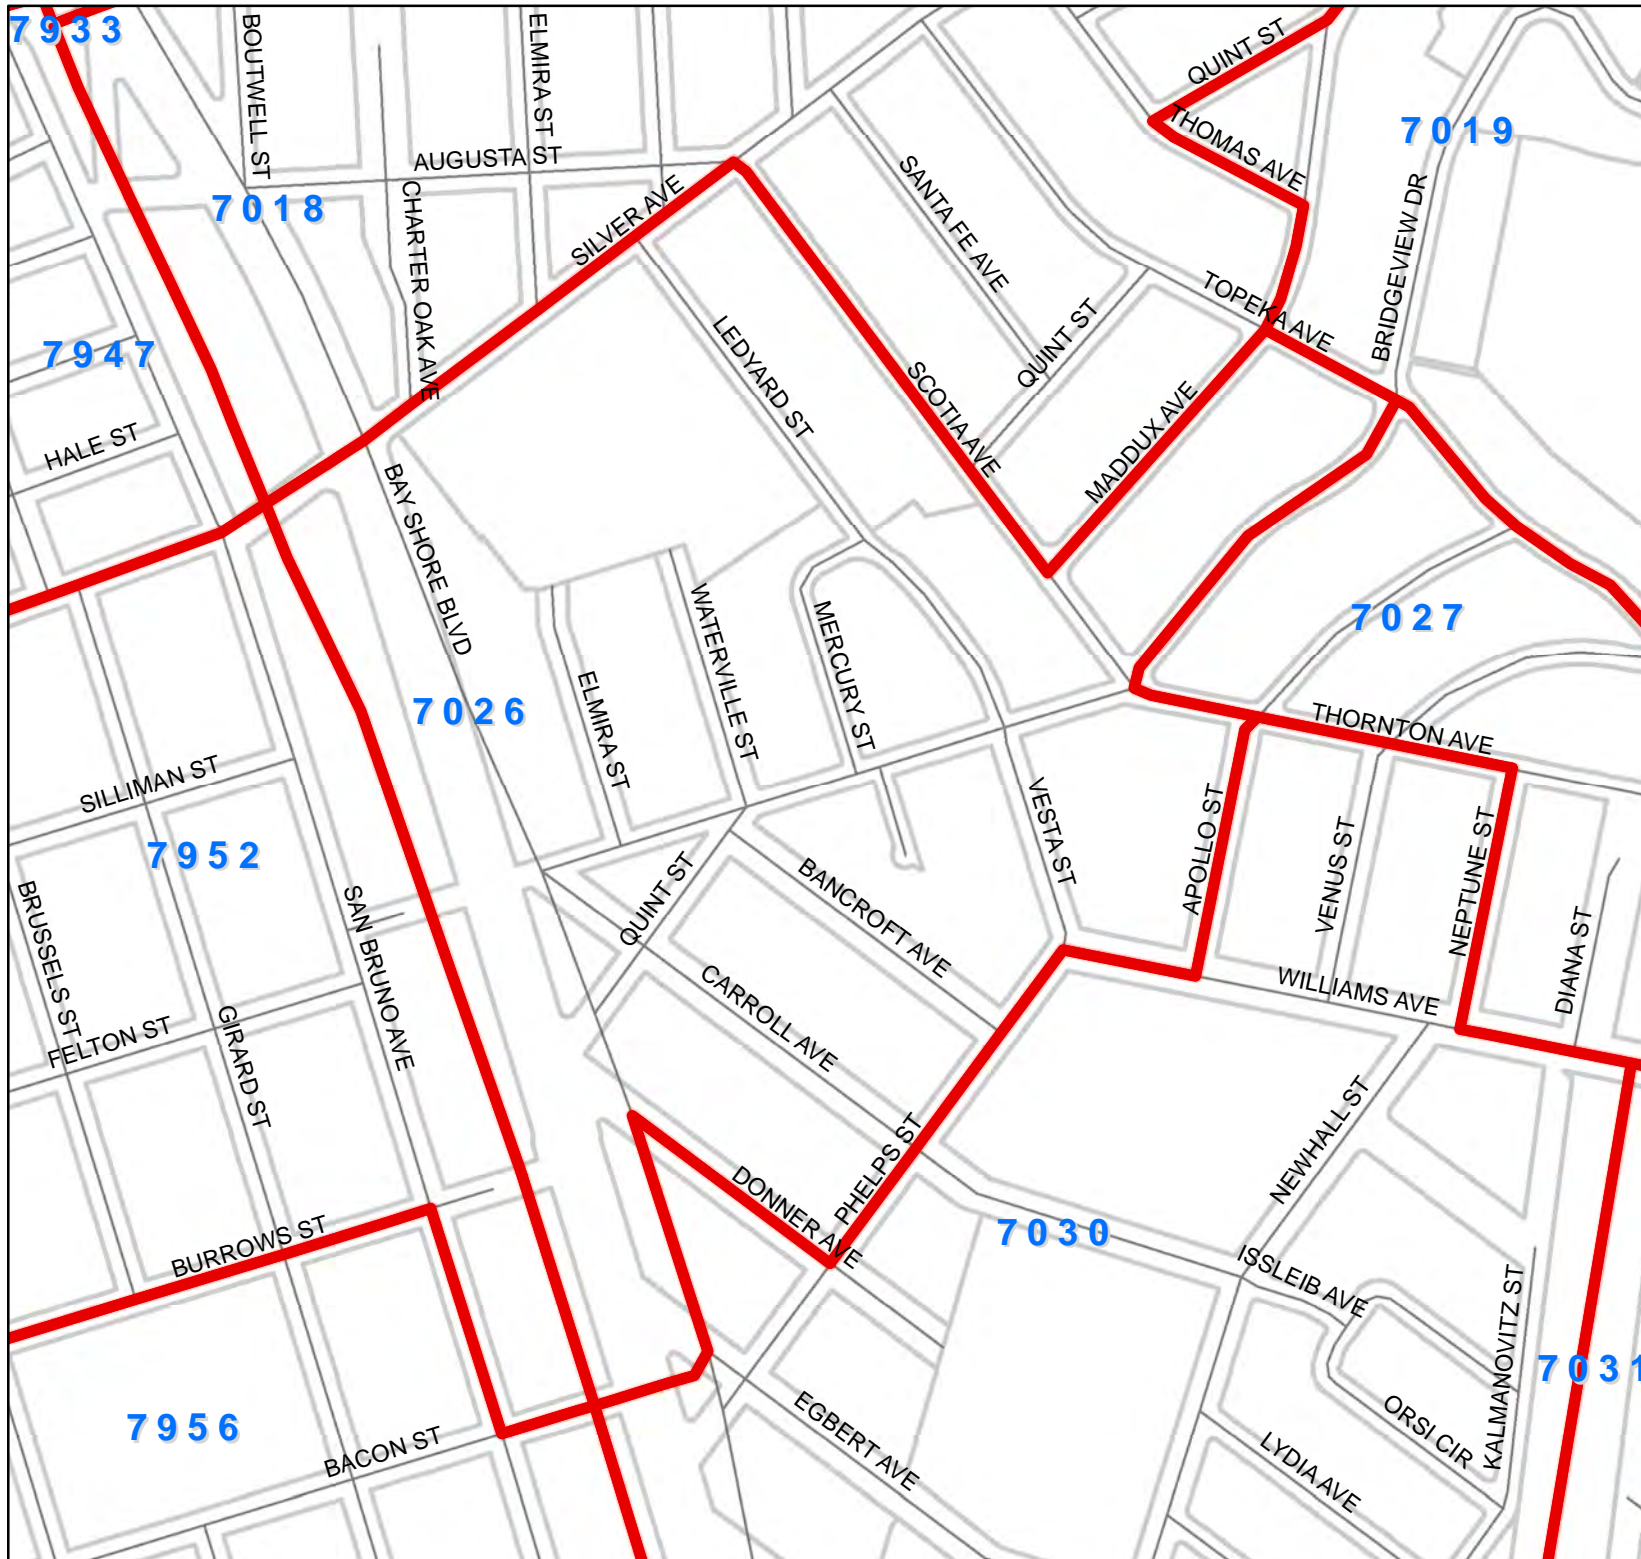 7933
BOUTWELL ST
ELMIRA ST
QUINT ST
THOMAS AVE
7019
AUGUSTA ST
7018
CHARTER OAK AVE
SILVER AVE
SANTA FE AVE
BRIDGEVIEW DR
TOPEKA AVE
QUINT ST
7947
LEDYARD ST
SCOTIA AVE
MADDUX AVE
HALE ST
BAY SHORE BLVD
WATERVILLE ST
MERCURY ST
7027
ELMIRA ST
7026
THORNTON AVE
SILLIMAN ST
7952
VESTA ST
APOLLO ST
VENUS ST
NEPTUNE ST
QUINT ST
BANCROFT AVE
BRUSSELS ST
SAN BRUNO AVE
DIANA ST
CARROLL AVE
WILLIAMS AVE
FELTON ST
GIRARD ST
NEWHALL ST
PHELPS ST
DONNER AVE
7030
BURROWS ST
ISSLEIB AVE
KALMANOVITZ ST
7031
7956
EGBERT AVE
ORSI CIR
BACON ST
LYDIA AVE